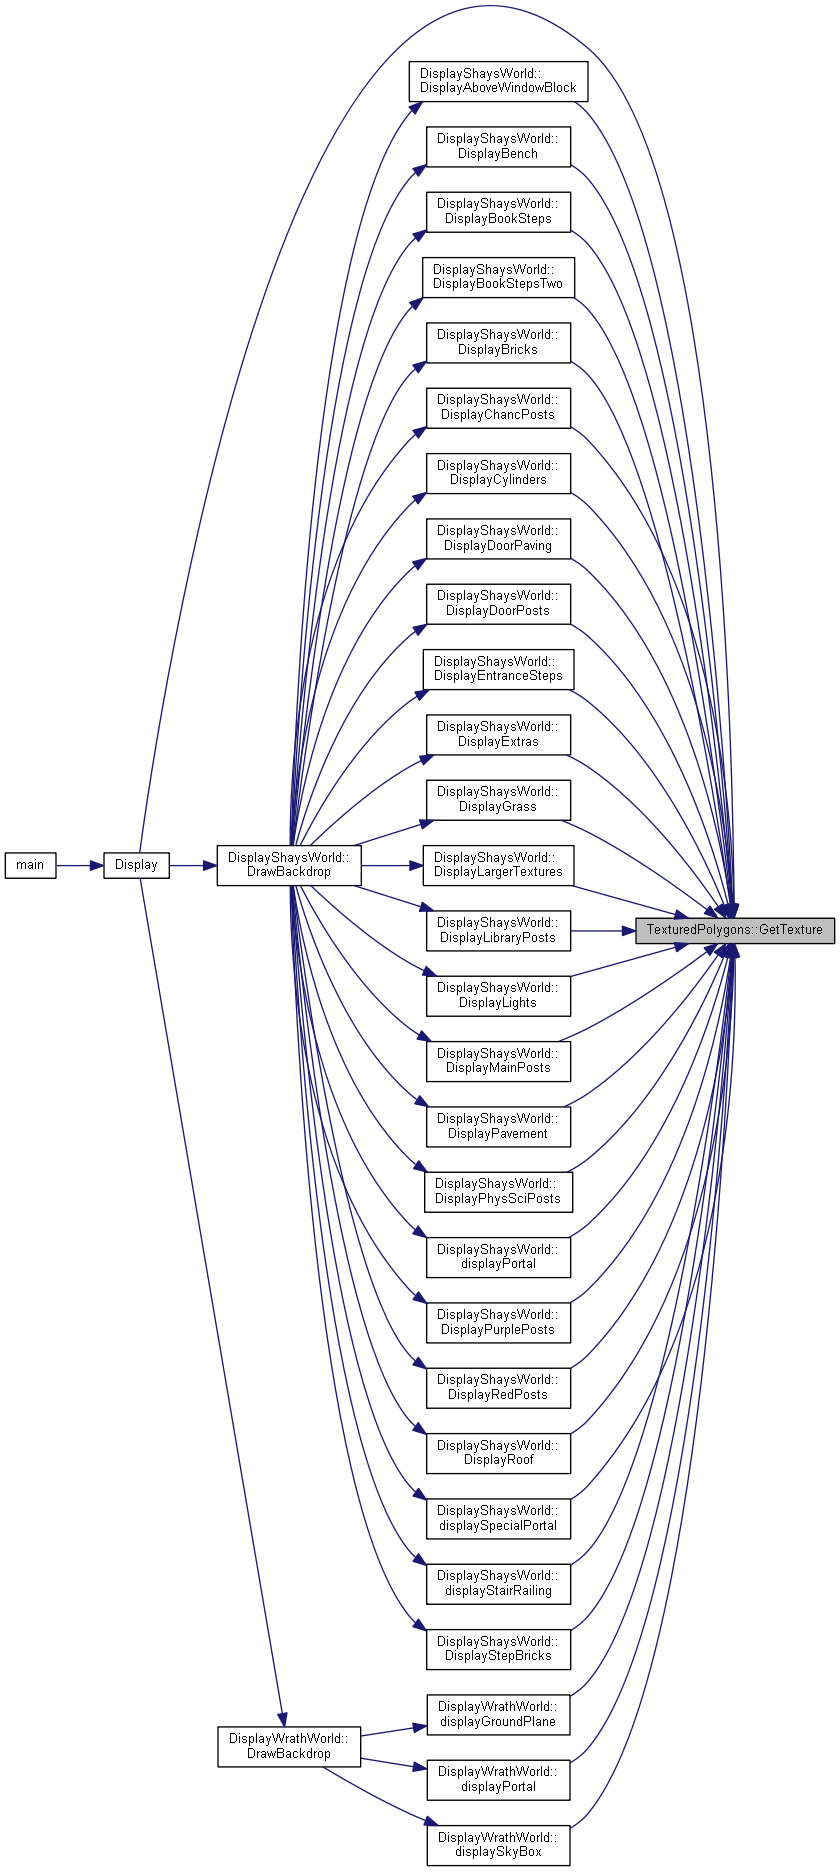 DisplayShaysWorld::
DisplayAboveWindowBlock
DisplayShaysWorld::
DisplayBench
DisplayShaysWorld::
DisplayBookSteps
DisplayShaysWorld::
DisplayBookStepsTwo
DisplayShaysWorld::
DisplayBricks
DisplayShaysWorld::
DisplayChancPosts
DisplayShaysWorld::
DisplayCylinders
DisplayShaysWorld::
DisplayDoorPaving
DisplayShaysWorld::
DisplayDoorPosts
DisplayShaysWorld::
DisplayEntranceSteps
DisplayShaysWorld::
DisplayExtras
DisplayShaysWorld::
DisplayGrass
main
Display
DisplayShaysWorld::
DrawBackdrop
DisplayShaysWorld::
DisplayLargerTextures
DisplayShaysWorld::
DisplayLibraryPosts
TexturedPolygons::GetTexture
DisplayShaysWorld::
DisplayLights
DisplayShaysWorld::
DisplayMainPosts
DisplayShaysWorld::
DisplayPavement
DisplayShaysWorld::
DisplayPhysSciPosts
DisplayShaysWorld::
displayPortal
DisplayShaysWorld::
DisplayPurplePosts
DisplayShaysWorld::
DisplayRedPosts
DisplayShaysWorld::
DisplayRoof
DisplayShaysWorld::
displaySpecialPortal
DisplayShaysWorld::
displayStairRailing
DisplayShaysWorld::
DisplayStepBricks
DisplayWrathWorld::
displayGroundPlane
DisplayWrathWorld::
DrawBackdrop
DisplayWrathWorld::
displayPortal
DisplayWrathWorld::
displaySkyBox